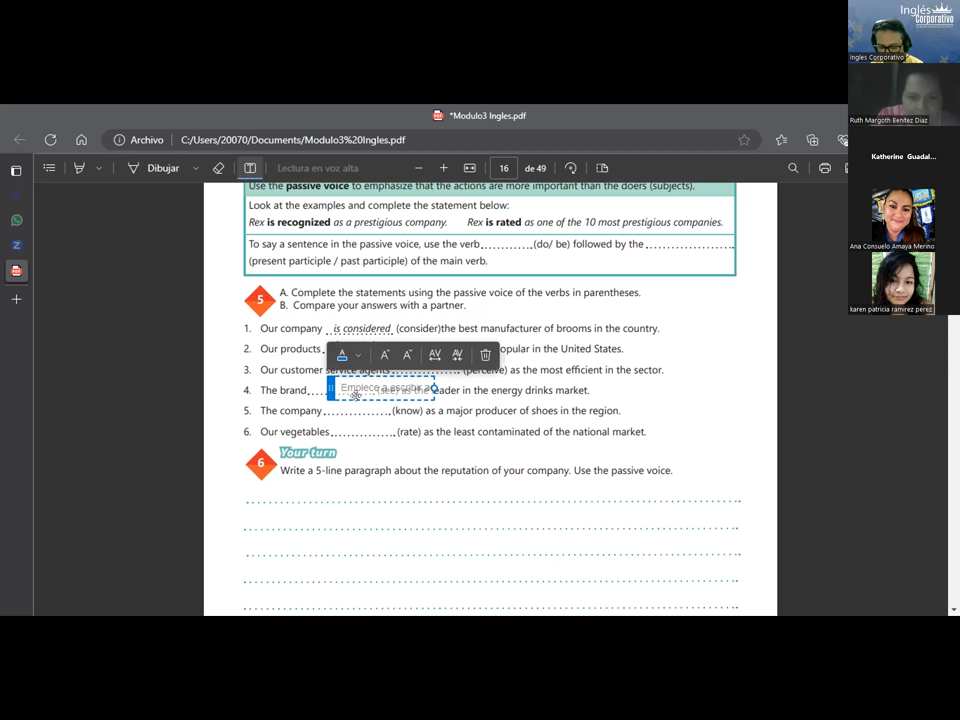 Inglés
Corporativo
Ingles Corporativo
Ruth Margoth Benitez Diaz
Katherine Guadal...
Ana Consuelo Amaya Merino
karen patricia ramirez perez
*Modulo3 Ingles.pdf
Archivo C:/Users/20070/Documents/Modulo3%20Ingles.pdf
Dibujar Lectura en voz alta 16 de 49
Use the passive voice to emphasize that the actions are more important than the doers (subjects).
Look at the examples and complete the statement below:
Rex is recognized as a prestigious company. Rex is rated as one of the 10 most prestigious companies.
To say a sentence in the passive voice, use the verb............(do/ be) followed by the .....................
(present participle / past participle) of the main verb.
5 A. Complete the statements using the passive voice of the verbs in parentheses.
B. Compare your answers with a partner.
1. Our company ..is considered. (consider)the best manufacturer of brooms in the country.
2. Our products opular in the United States.
3. Our customer service agents ................ (perceive) as the most efficient in the sector.
Empiece a escribir a
4. The brand................ (see) as the leader in the energy drinks market.
5. The company................ (know) as a major producer of shoes in the region.
6. Our vegetables................ (rate) as the least contaminated of the national market.
6 Your turn
Write a 5-line paragraph about the reputation of your company. Use the passive voice.